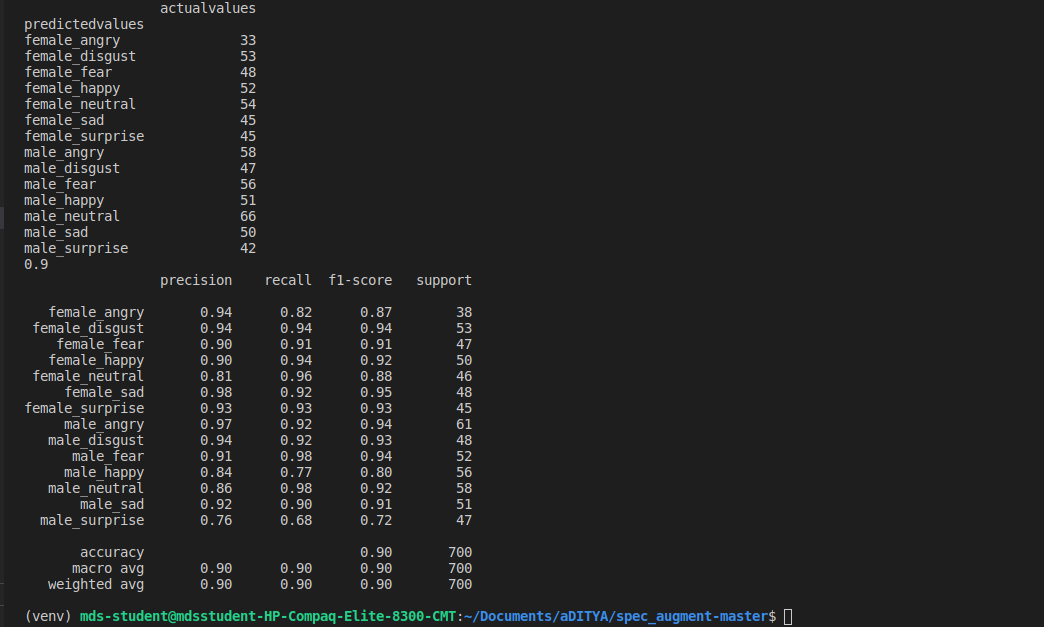 actualvalues
predictedvalues
female_angry 33
female_disgust 53
female_fear 48
female_happy 52
female_neutral 54
female_sad 45
female_surprise 45
male_angry 58
male_disgust 47
male_fear 56
male_happy 51
male_neutral 66
male_sad 50
male_surprise 42
0.9
precision recall f1-score support
female_angry 0.94 0.82 0.87 38
female_disgust 0.94 0.94 0.94 53
female_fear 0.90 0.91 0.91 47
female_happy 0.90 0.94 0.92 50
female_neutral 0.81 0.96 0.88 46
female_sad 0.98 0.92 0.95 48
female_surprise 0.93 0.93 0.93 45
male_angry 0.97 0.92 0.94 61
male_disgust 0.94 0.92 0.93 48
male_fear 0.91 0.98 0.94 52
male_happy 0.84 0.77 0.80 56
male_neutral 0.86 0.98 0.92 58
male_sad 0.92 0.90 0.91 51
male_surprise 0.76 0.68 0.72 47
accuracy 0.90 700
macro avg 0.90 0.90 0.90 700
weighted avg 0.90 0.90 0.90 700
(venv) mds-student@mdsstudent-HP-Compaq-Elite-8300-CMT:~/Documents/aDITYA/spec_augment-master$